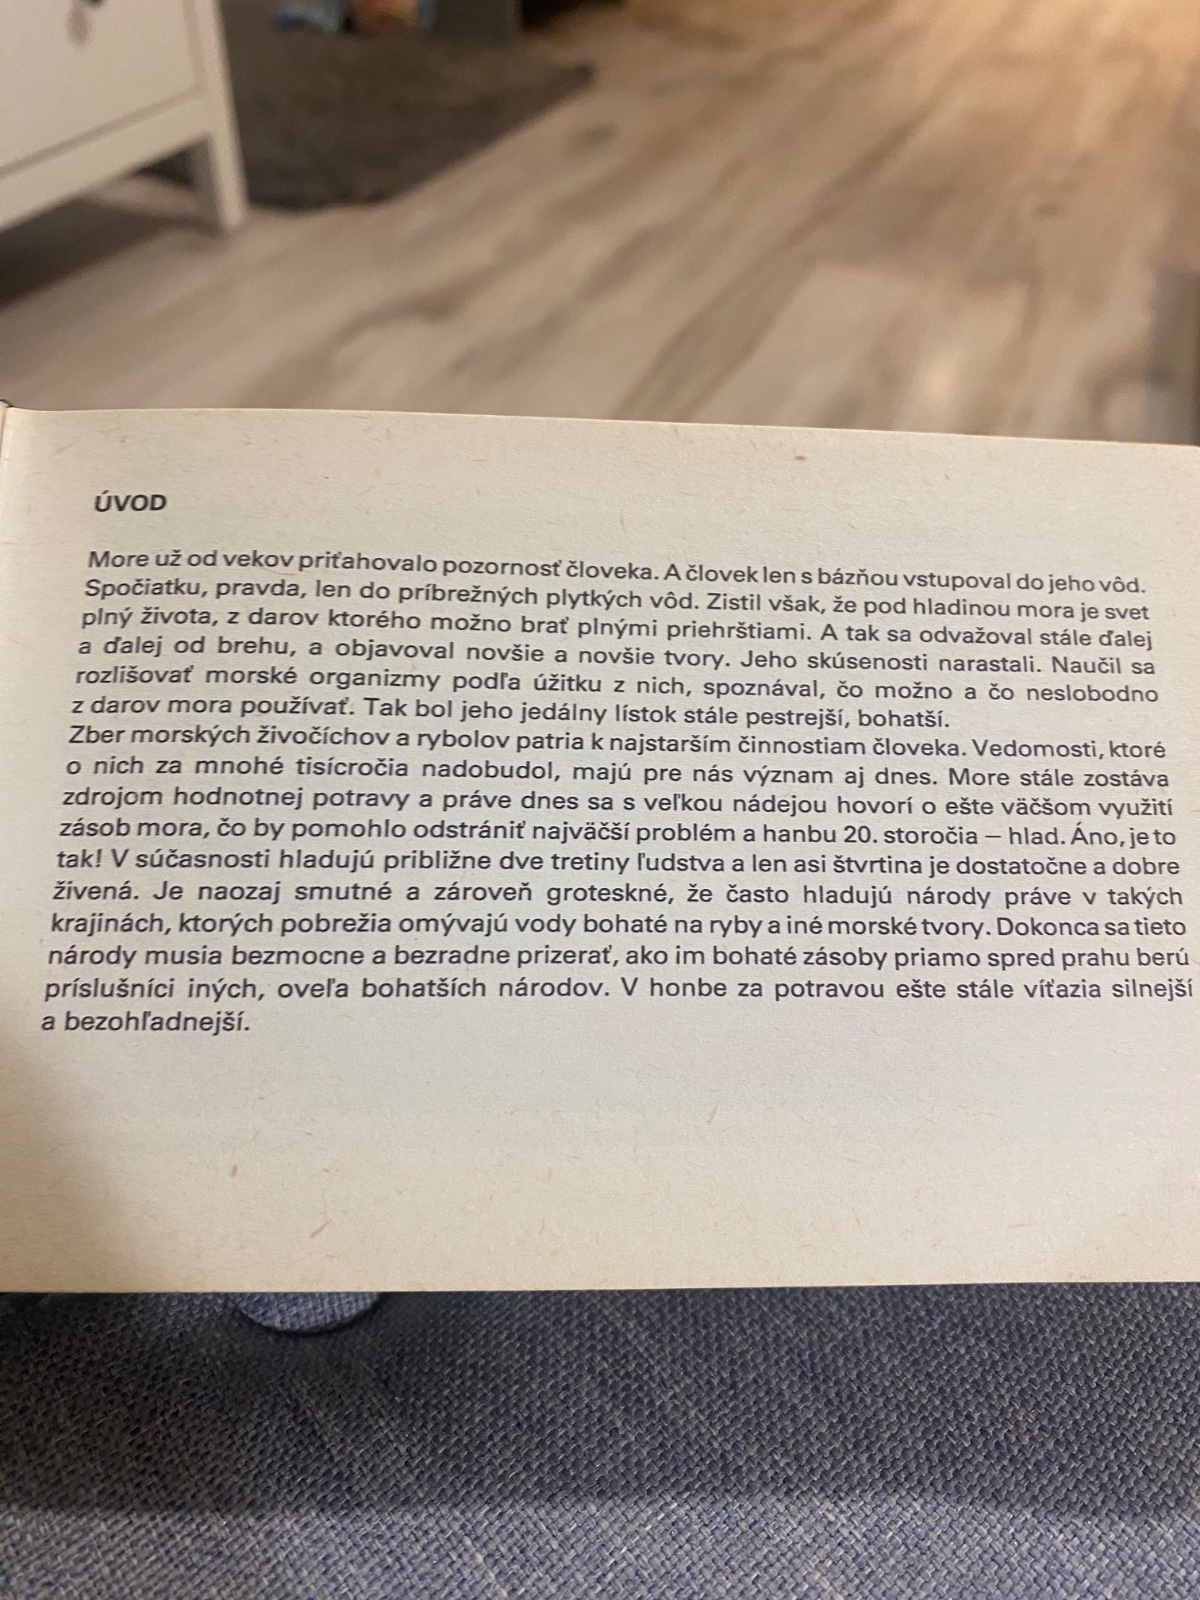 ÚVOD
More už od vekov priťahovalo pozornosť človeka. A človek len s bázňou vstupoval do jeho vôd.
Spočiatku, pravda, len do príbrežných plytkých vôd. Zistil však, že pod hladinou mora je svet
plný života, z darov ktorého možno brať plnými priehrštiami. A tak sa odvažoval stále ďalej
a ďalej od brehu, a objavoval novšie a novšie tvory. Jeho skúsenosti narastali. Naučil sa
rozlišovať morské organizmy podľa úžitku z nich, spoznával, čo možno a čo neslobodno
z darov mora používať. Tak bol jeho jedálny lístok stále pestrejší, bohatší.
Zber morských živočíchov a rybolov patria k najstarším činnostiam človeka. Vedomosti, ktoré
o nich za mnohé tisícročia nadobudol, majú pre nás význam aj dnes. More stále zostáva
zdrojom hodnotnej potravy a práve dnes sa s veľkou nádejou hovorí o ešte väčšom využití
zásob mora, čo by pomohlo odstrániť najväčší problém a hanbu 20. storočia – hlad. Áno, je to
tak! V súčasnosti hladujú približne dve tretiny ľudstva a len asi štvrtina je dostatočne a dobre
živená. Je naozaj smutné a zároveň groteskné, že často hladujú národy práve v takých
krajinách, ktorých pobrežia omývajú vody bohaté na ryby a iné morské tvory. Dokonca sa tieto
národy musia bezmocne a bezradne prizerať, ako im bohaté zásoby priamo spred prahu berú
príslušníci iných, oveľa bohatších národov. V honbe za potravou ešte stále víťazia silnejší
a bezohľadnejší.